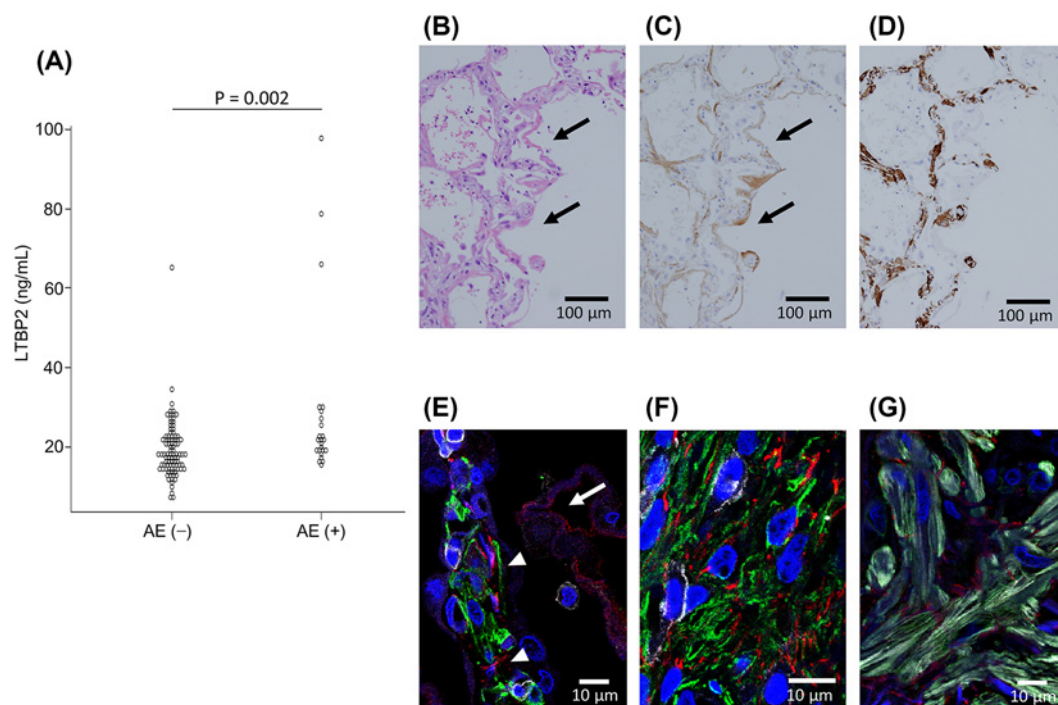 (A)
P = 0.002
LTBP2 (ng/mL)
100
80
60
40
20
AE (−)
AE (+)
(B)
100 μm
(C)
100 μm
(D)
100 μm
(E)
10 μm
(F)
10 μm
(G)
10 μm